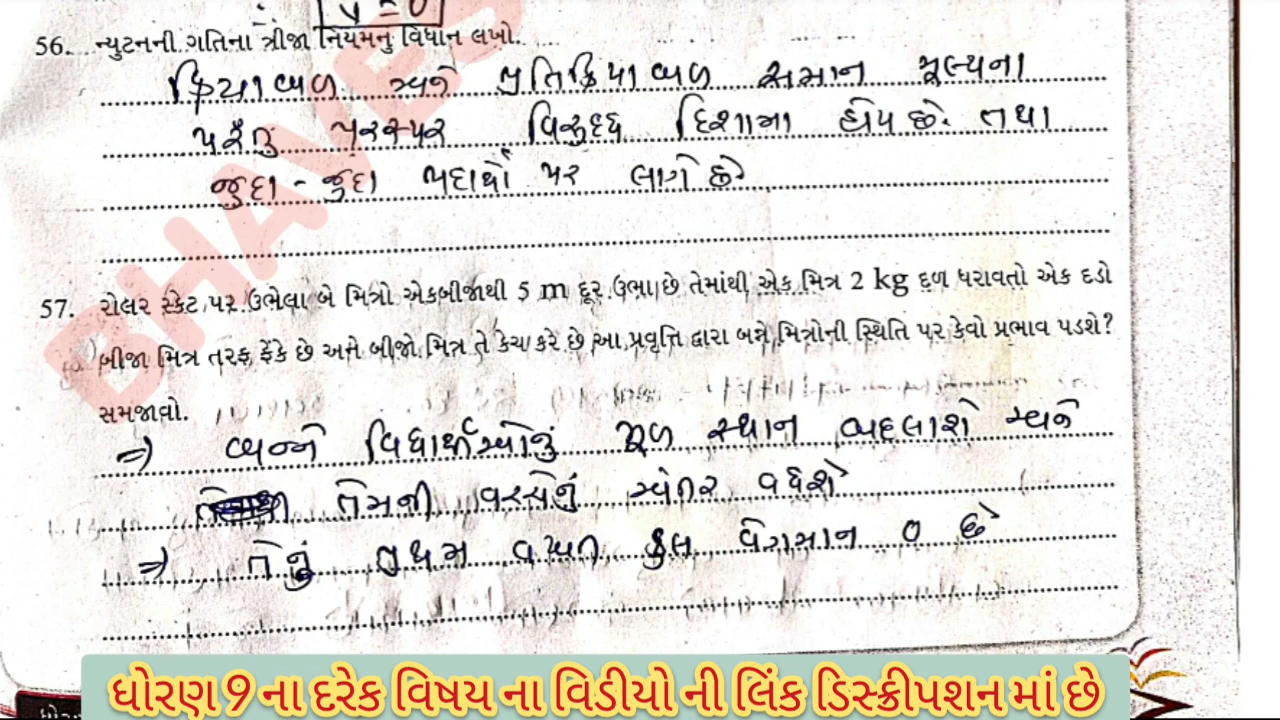 v = 0
56. ન્યુટનની ગતિના ત્રીજા નિયમનું વિધાન લખો.
ક્રિયાબળ અને પ્રતિક્રિયાબળ સમાન મૂલ્યના
પરંતુ પરસ્પર વિરુદ્ધ દિશામા હોય છે. તથા
જુદા - જુદા પદાર્થો પર લાગે છે
57. રોલર સ્કેટ પર ઉભેલા બે મિત્રો એકબીજાથી 5 m દૂર ઉભા છે તેમાંથી એક મિત્ર 2 kg દળ ધરાવતો એક દડો
બીજા મિત્ર તરફ ફેંકે છે અને બીજો મિત્ર તે કેચ કરે છે આ પ્રવૃત્તિ દ્વારા બન્ને મિત્રોની સ્થિતિ પર કેવો પ્રભાવ પડશે?
સમજાવો.
⇒ બન્ને વિદ્યાર્થીઓનું મૂળ સ્થાન બદલાશે અને
તેમની વચ્ચેનું અંતર વધશે
⇒ તેનું પ્રથમ વખત કુલ વેગમાન 0 છે
BHAVES
ધોરણ 9 ના દરેક વિષય ના વિડીયો ની લિંક ડિસ્ક્રીપશન માં છે